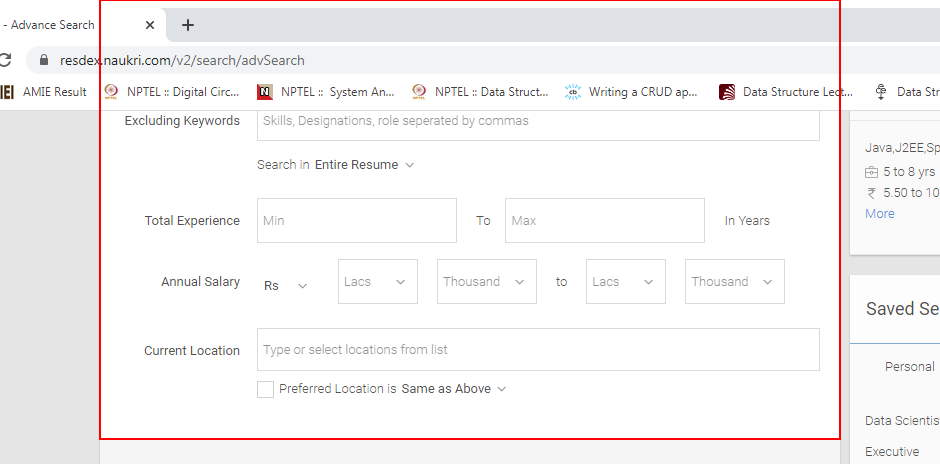 - Advance Search
resdex.naukri.com/v2/search/advSearch
IEI AMIE Result NPTEL :: Digital Circ... NPTEL :: System An... NPTEL :: Data Struct... cb Writing a CRUD ap... Data Structure Lect... Data Str
Excluding Keywords Skills, Designations, role seperated by commas
Search in Entire Resume
Total Experience Min To Max In Years
Annual Salary Rs Lacs Thousand to Lacs Thousand
Current Location Type or select locations from list
Preferred Location is Same as Above
Java,J2EE,Sp
5 to 8 yrs
₹ 5.50 to 10
More
Saved Se
Personal
Data Scientis
Executive